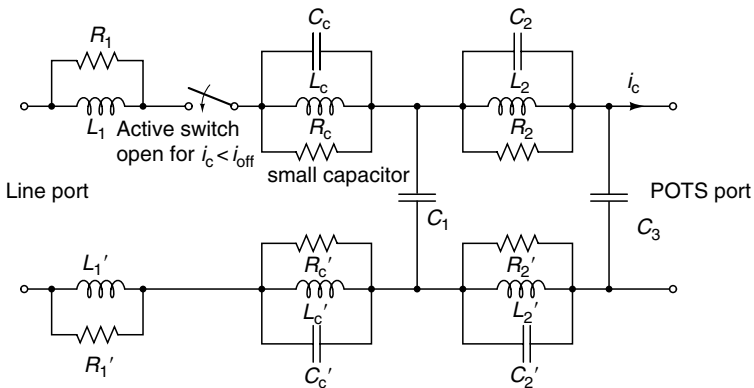 C_c
C_2
R_1
L_c
L_2
i_c
L_1
Active switch
open for i_c < i_off
R_c
R_2
small capacitor
Line port
C_1
POTS port
C_3
L_1'
R_c'
R_2'
L_c'
L_2'
R_1'
C_c'
C_2'